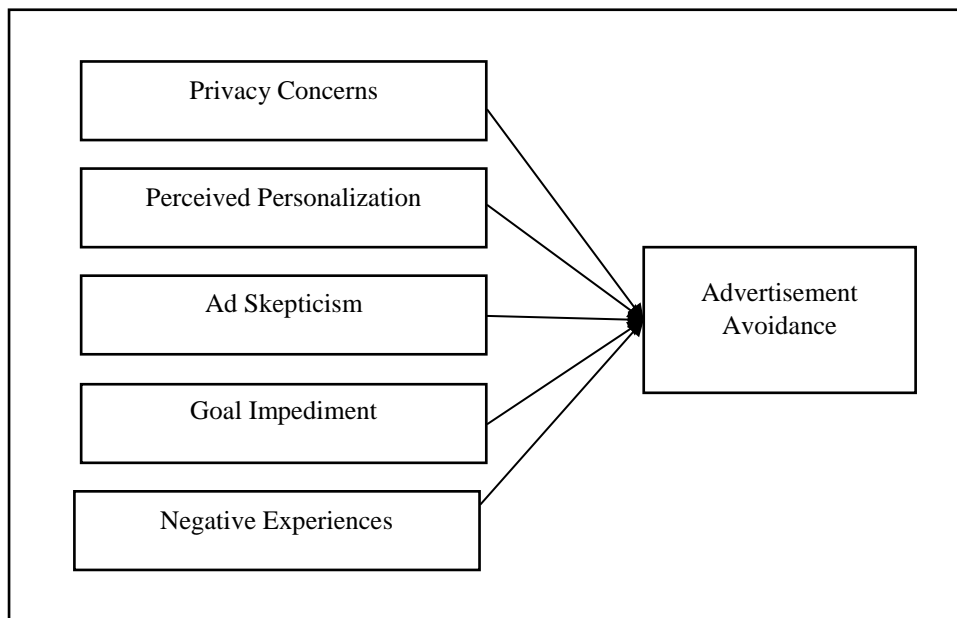 Privacy Concerns
Perceived Personalization
Ad Skepticism
Goal Impediment
Negative Experiences
Advertisement
Avoidance